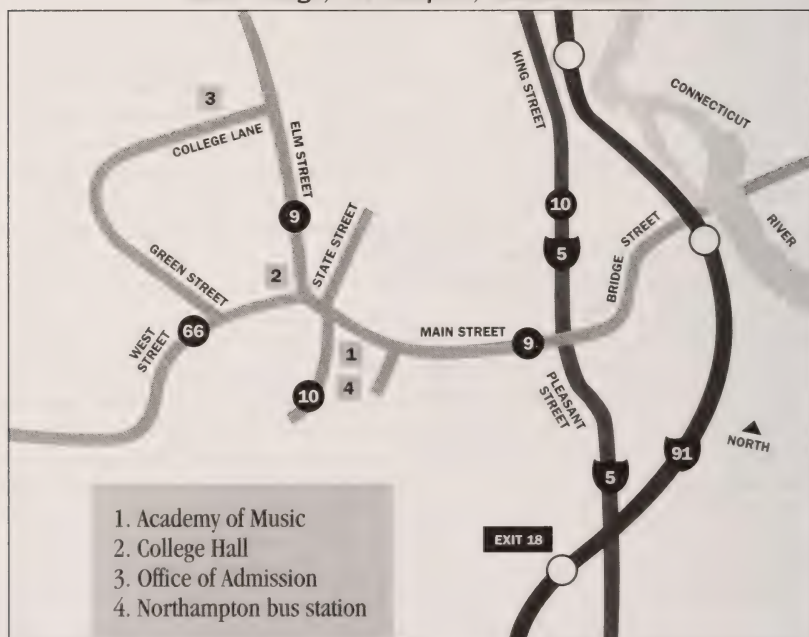 KING STREET
CONNECTICUT
RIVER
3
COLLEGE LANE
ELM STREET
9
STATE STREET
10
5
BRIDGE STREET
2
GREEN STREET
WEST
STREET
66
MAIN STREET
9
1
4
10
PLEASANT
STREET
5
91
NORTH
EXIT 18
1. Academy of Music
2. College Hall
3. Office of Admission
4. Northampton bus station